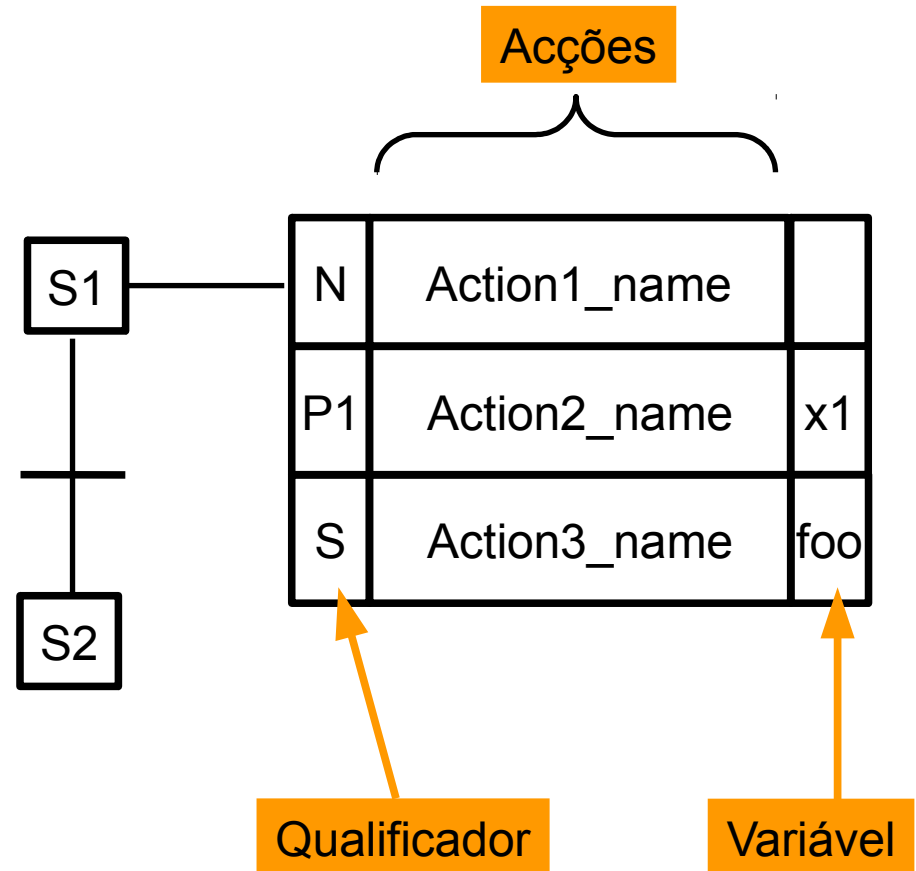 Acções
S1
N
Action1_name
P1
Action2_name
x1
S
Action3_name
foo
S2
Qualificador
Variável